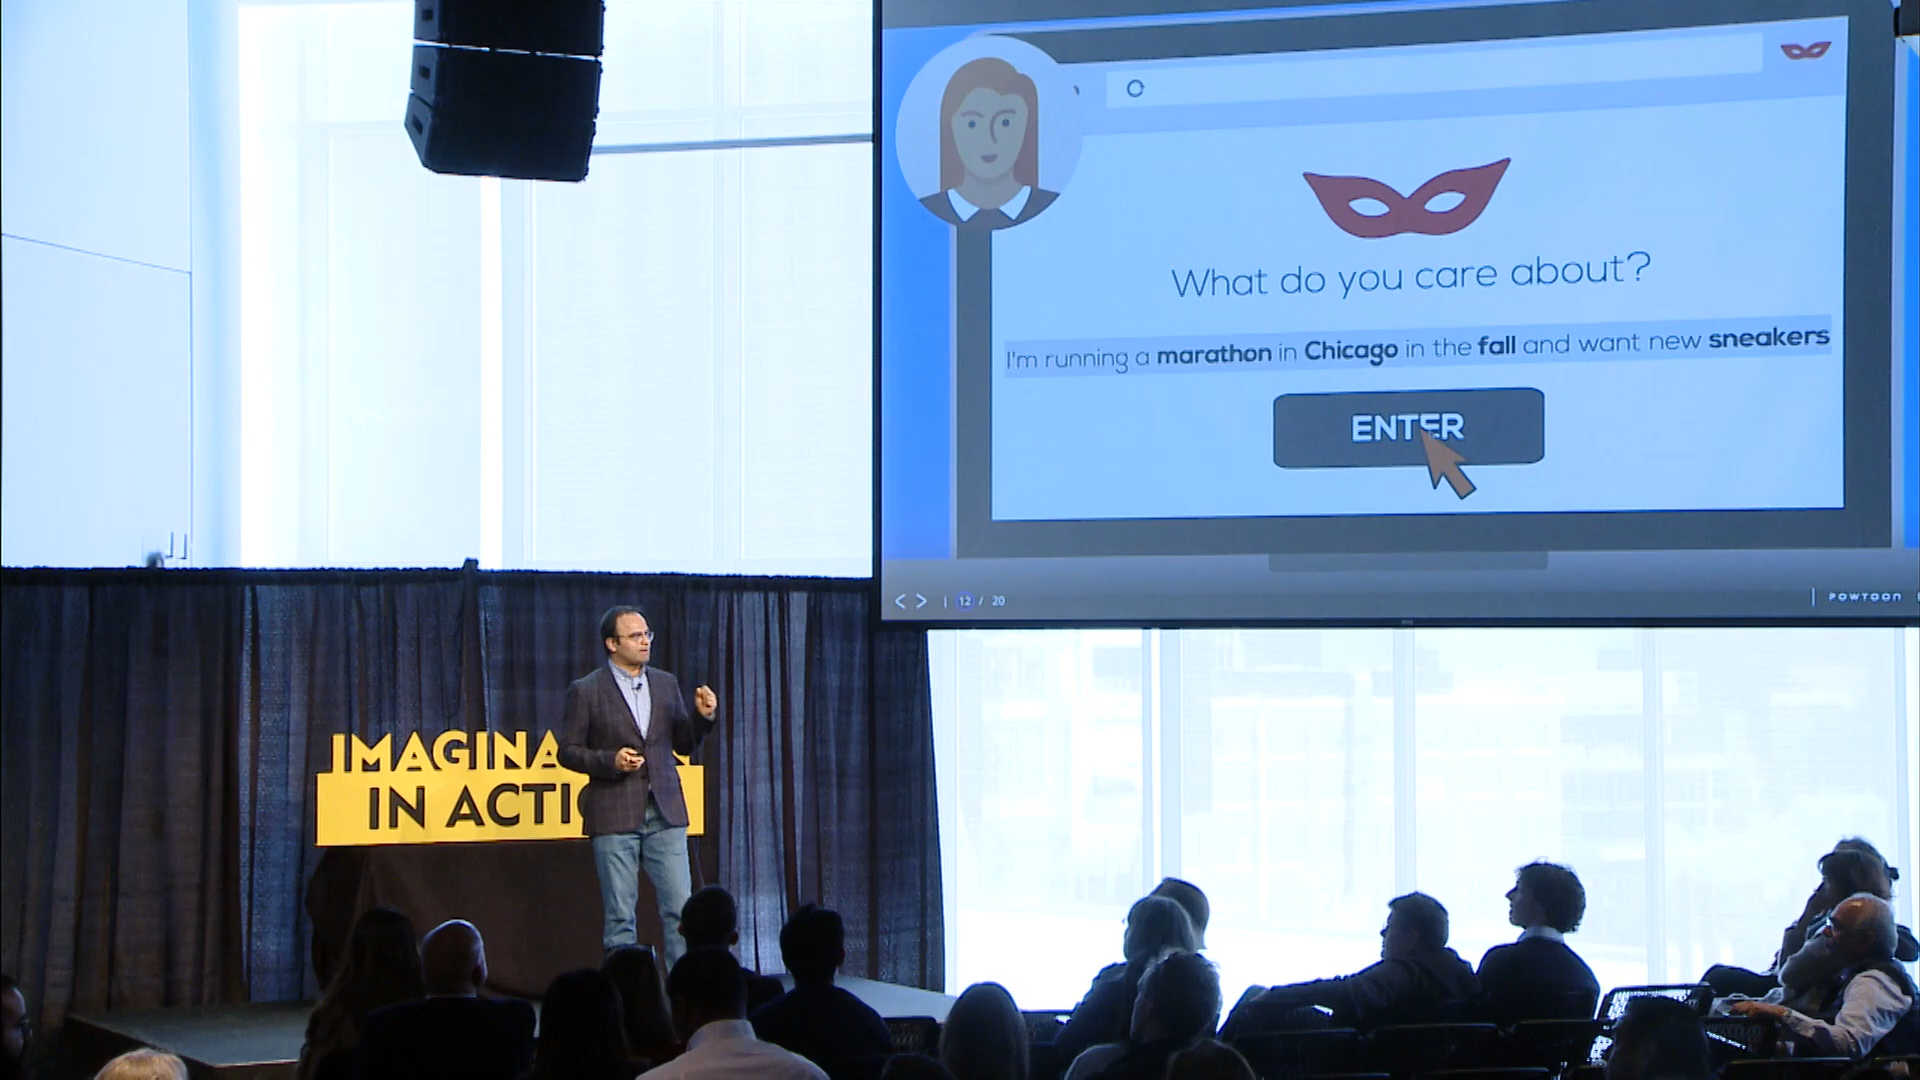 What do you care about?
I'm running a marathon in Chicago in the fall and want new sneakers
ENTER
12 / 20
POWTOON
IMAGINA
IN ACTI